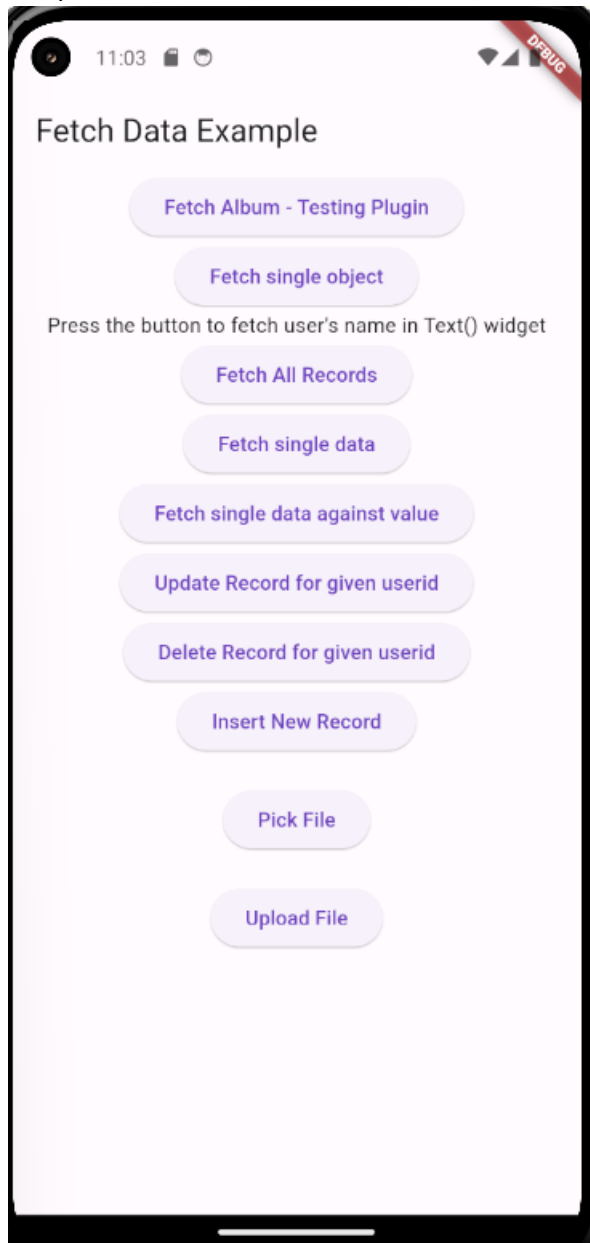 11:03
DEBUG
Fetch Data Example
Fetch Album - Testing Plugin
Fetch single object
Press the button to fetch user's name in Text() widget
Fetch All Records
Fetch single data
Fetch single data against value
Update Record for given userid
Delete Record for given userid
Insert New Record
Pick File
Upload File